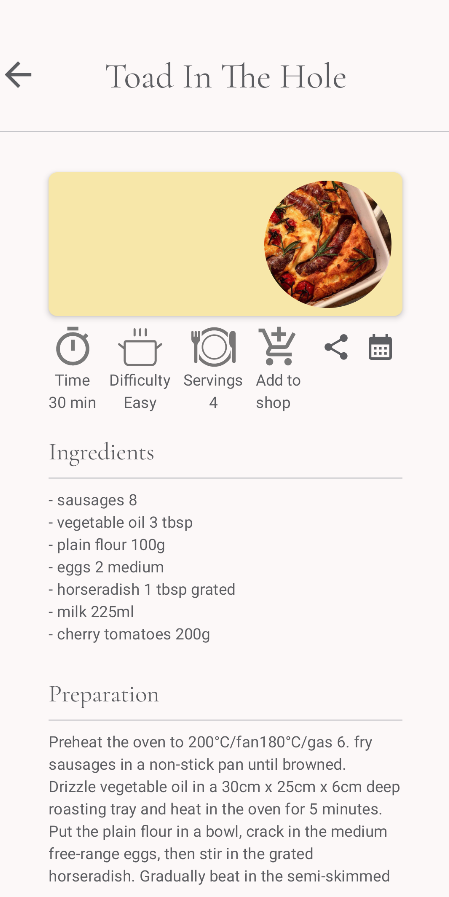 Toad In The Hole
Time
30 min
Difficulty
Easy
Servings
4
Add to
shop
Ingredients
- sausages 8
- vegetable oil 3 tbsp
- plain flour 100g
- eggs 2 medium
- horseradish 1 tbsp grated
- milk 225ml
- cherry tomatoes 200g
Preparation
Preheat the oven to 200°C/fan180°C/gas 6. fry
sausages in a non-stick pan until browned.
Drizzle vegetable oil in a 30cm x 25cm x 6cm deep
roasting tray and heat in the oven for 5 minutes.
Put the plain flour in a bowl, crack in the medium
free-range eggs, then stir in the grated
horseradish. Gradually beat in the semi-skimmed